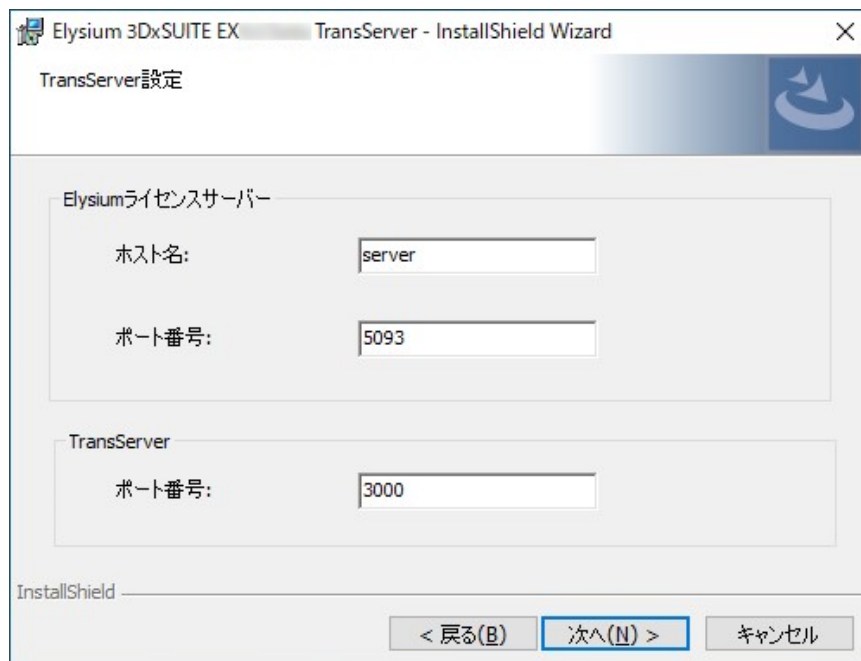 Elysium 3DxSUITE EX TransServer - InstallShield Wizard
TransServer設定
Elysiumライセンスサーバー
ホスト名: server
ポート番号: 5093
TransServer
ポート番号: 3000
InstallShield
< 戻る(B) 次へ(N) > キャンセル